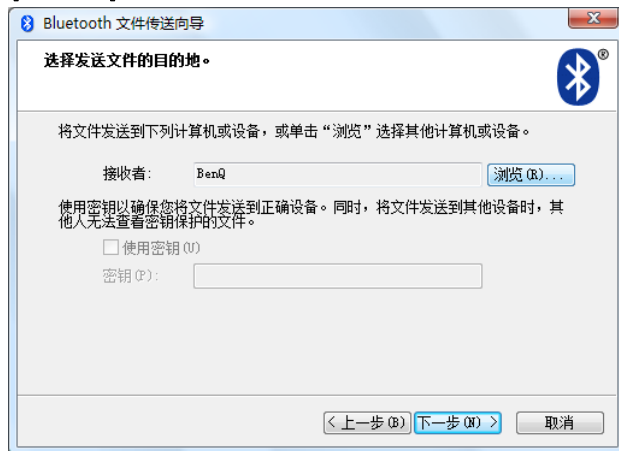 Bluetooth 文件传送向导
选择发送文件的目的地。
®
将文件发送到下列计算机或设备，或单击“浏览”选择其他计算机或设备。
接收者： BenQ 浏览(R)...
使用密钥以确保您将文件发送到正确设备。同时，将文件发送到其他设备时，其
他人无法查看密钥保护的文件。
使用密钥(U)
密钥(P)：
< 上一步(B) 下一步(N) > 取消